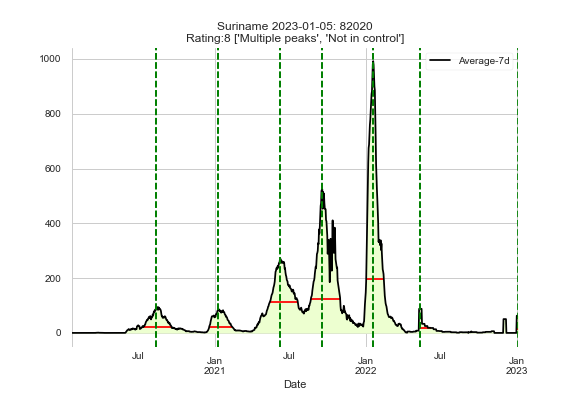 Suriname 2023-01-05: 82020
Rating:8 ['Multiple peaks', 'Not in control']
Average-7d
1000
800
600
400
200
0
Jul
Jan
2021
Jul
Jan
2022
Jul
Jan
2023
Date